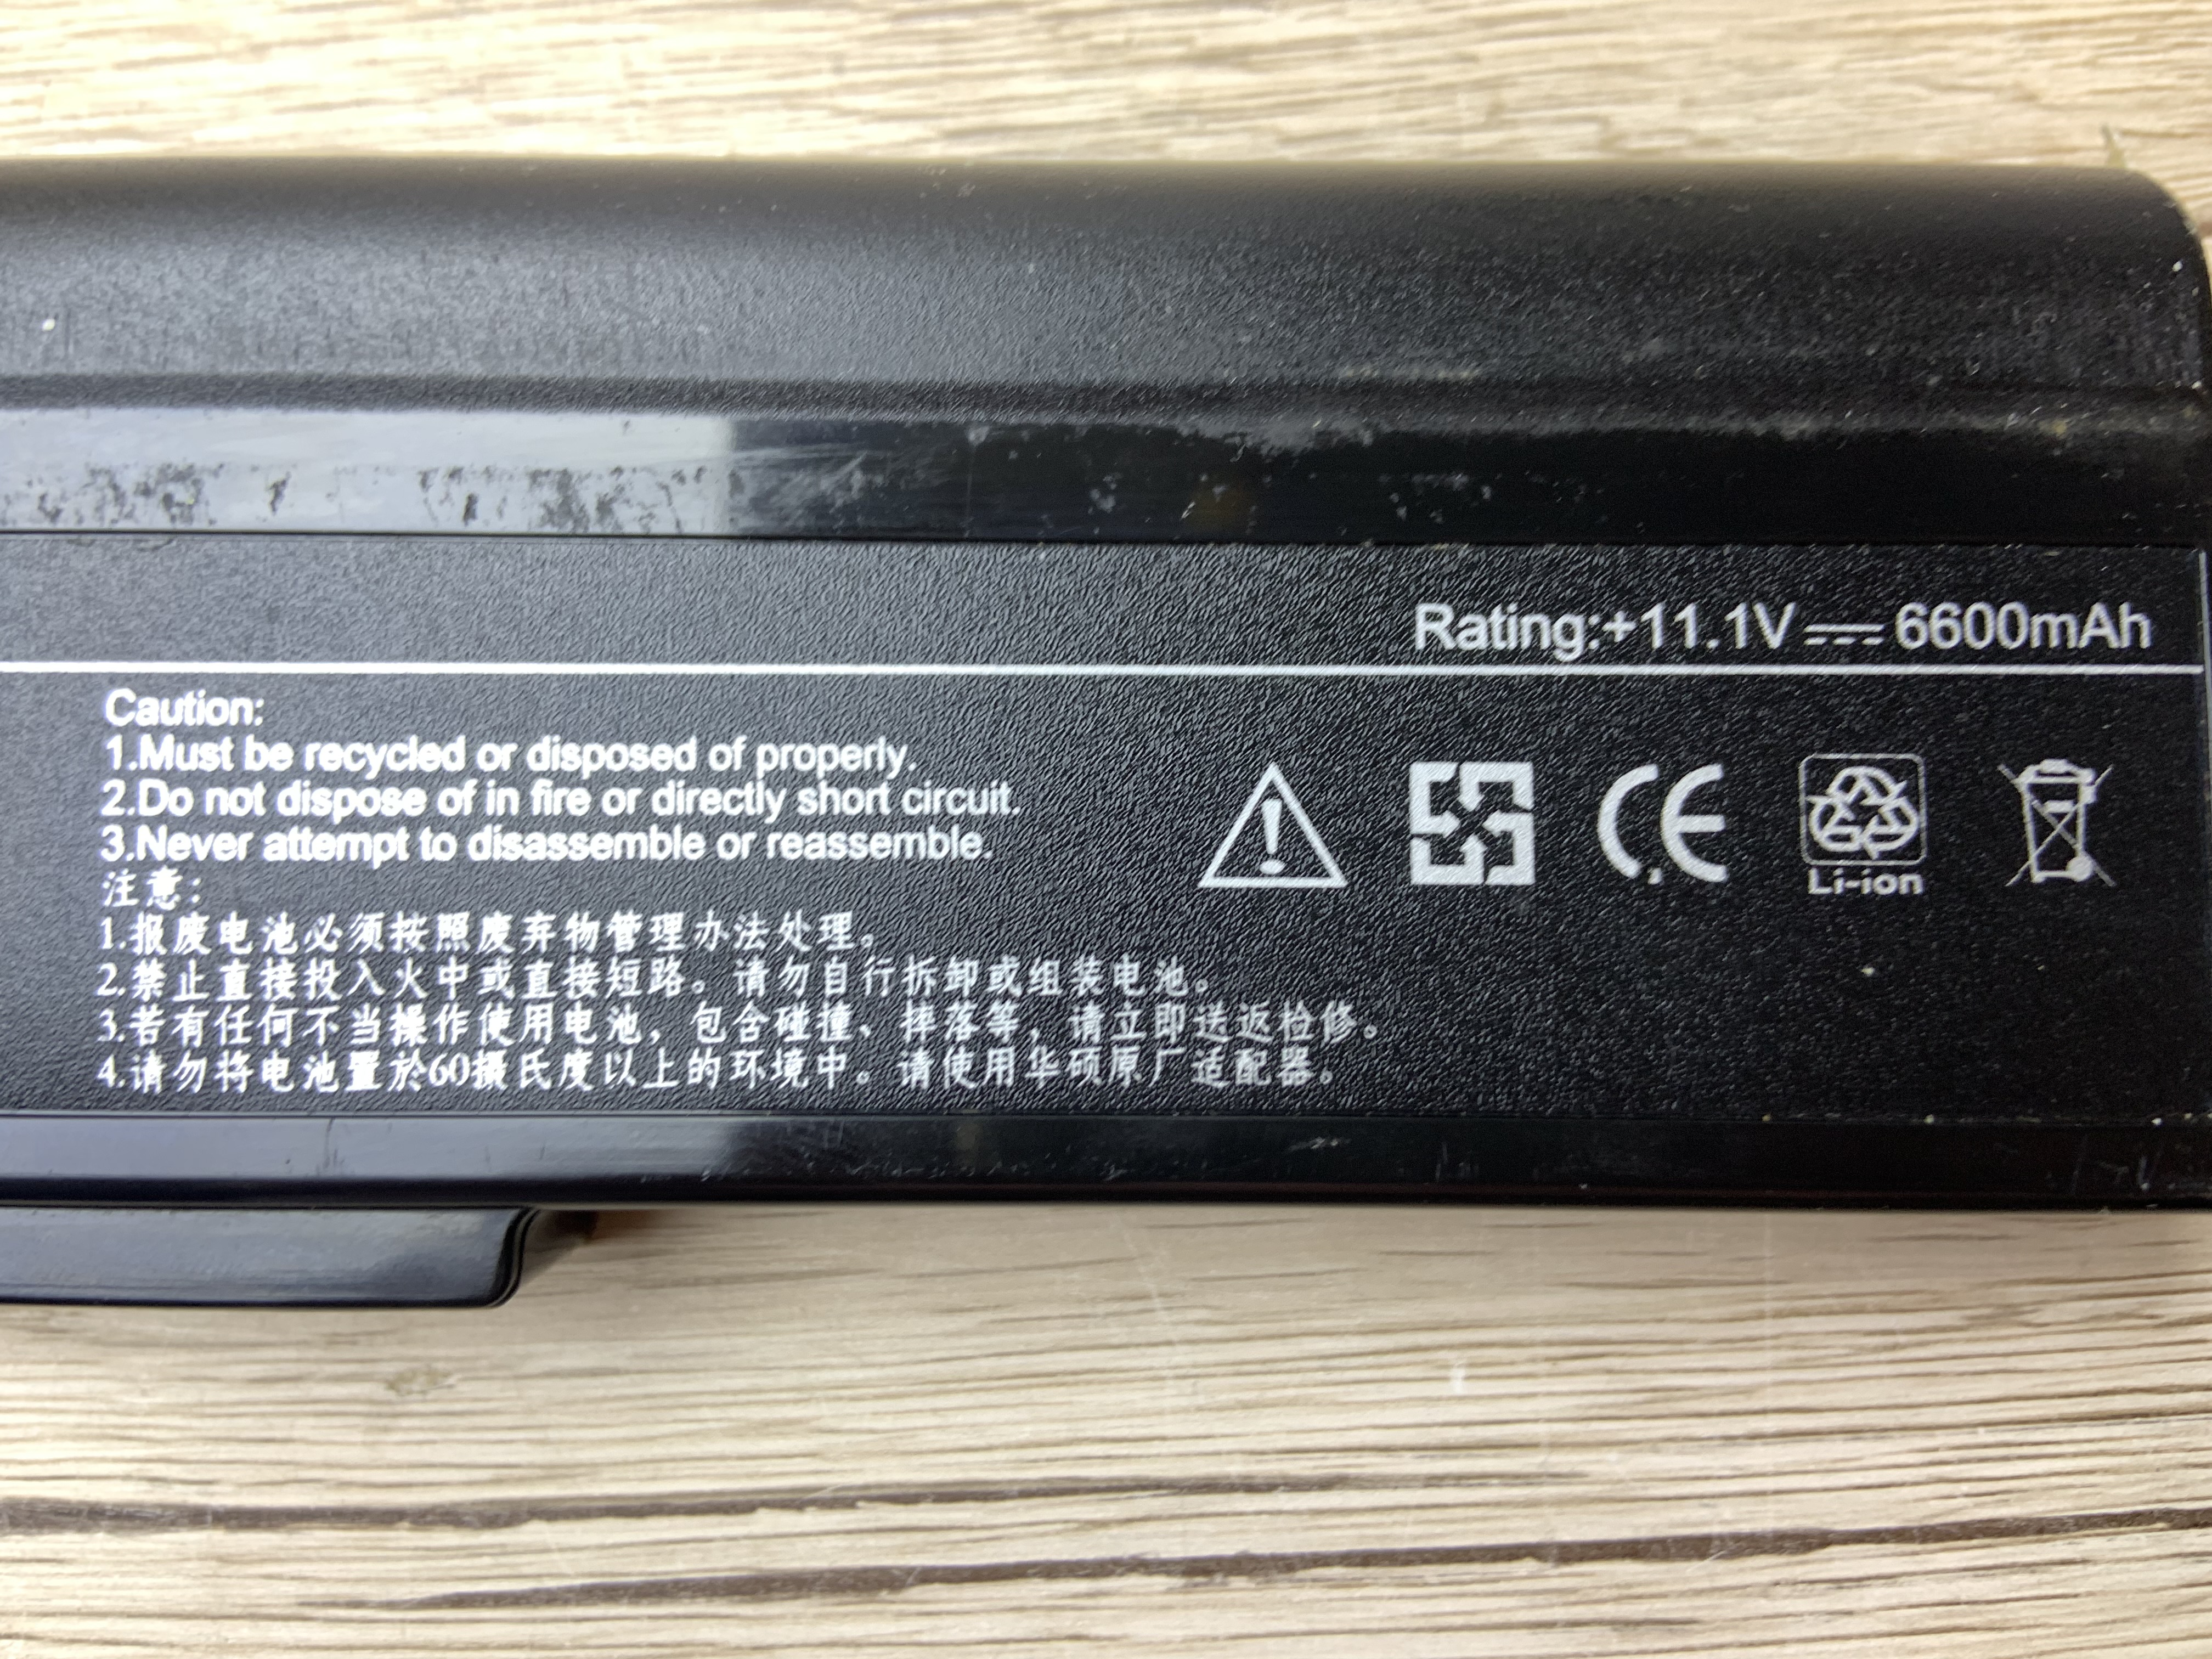 Rating:+11.1V⎓6600mAh
Caution:
1.Must be recycled or disposed of properly.
2.Do not dispose of in fire or directly short circuit.
3.Never attempt to disassemble or reassemble.
注意:
1.报废电池必须按照废弃物管理办法处理。
2.禁止直接投入火中或直接短路。请勿自行拆卸或组装电池。
3.若有任何不当操作使用电池，包含碰撞、摔落等，请立即送返检修。
4.请勿将电池置於60摄氏度以上的环境中。请使用华硕原厂适配器。
CE
Li-ion